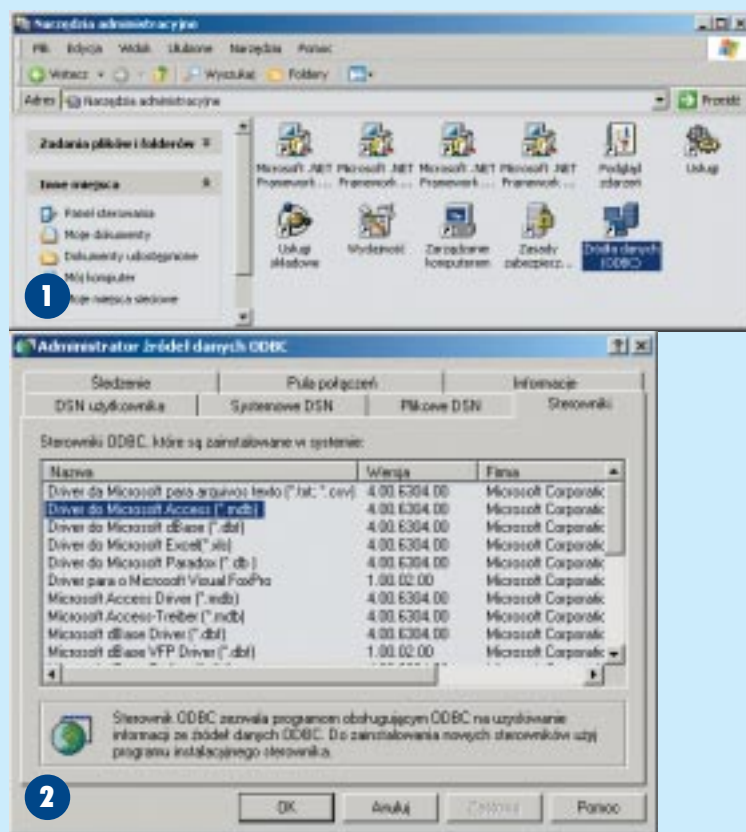 Narzędzia administracyjne
Plik Edycja Widok Ulubione Narzędzia Pomoc
Wstecz Wyszukaj Foldery
Adres Narzędzia administracyjne Przejdź
Zadania plików i folderów
Inne miejsca
Panel sterowania
Moje dokumenty
Dokumenty udostępnione
Mój komputer
Moje miejsca sieciowe
Microsoft .NET Framework ...
Microsoft .NET Framework ...
Microsoft .NET Framework ...
Microsoft .NET Framework ...
Podgląd zdarzeń
Usługi
Usługi składowe
Wydajność
Zarządzanie komputerem
Zasady zabezpiecz...
Źródła danych (ODBC)
1
Administrator źródeł danych ODBC
Śledzenie Pula połączeń Informacje
DSN użytkownika Systemowe DSN Plikowe DSN Sterowniki
Sterowniki ODBC, które są zainstalowane w systemie:
Nazwa Wersja Firma
Driver da Microsoft para arquivos texto (*.txt; *.csv) 4.00.6304.00 Microsoft Corporatic
Driver do Microsoft Access (*.mdb) 4.00.6304.00 Microsoft Corporatic
Driver do Microsoft dBase (*.dbf) 4.00.6304.00 Microsoft Corporatic
Driver do Microsoft Excel(*.xls) 4.00.6304.00 Microsoft Corporatic
Driver do Microsoft Paradox (*.db ) 4.00.6304.00 Microsoft Corporatic
Driver para o Microsoft Visual FoxPro 1.00.02.00 Microsoft Corporatic
Microsoft Access Driver (*.mdb) 4.00.6304.00 Microsoft Corporatic
Microsoft Access-Treiber (*.mdb) 4.00.6304.00 Microsoft Corporatic
Microsoft dBase Driver (*.dbf) 4.00.6304.00 Microsoft Corporatic
Microsoft dBase VFP Driver (*.dbf) 1.00.02.00 Microsoft Corporatic
Sterownik ODBC zezwala programom obsługującym ODBC na uzyskiwanie
informacji ze źródeł danych ODBC. Do zainstalowania nowych sterowników użyj
programu instalacyjnego sterownika.
2
OK Anuluj Zastosuj Pomoc